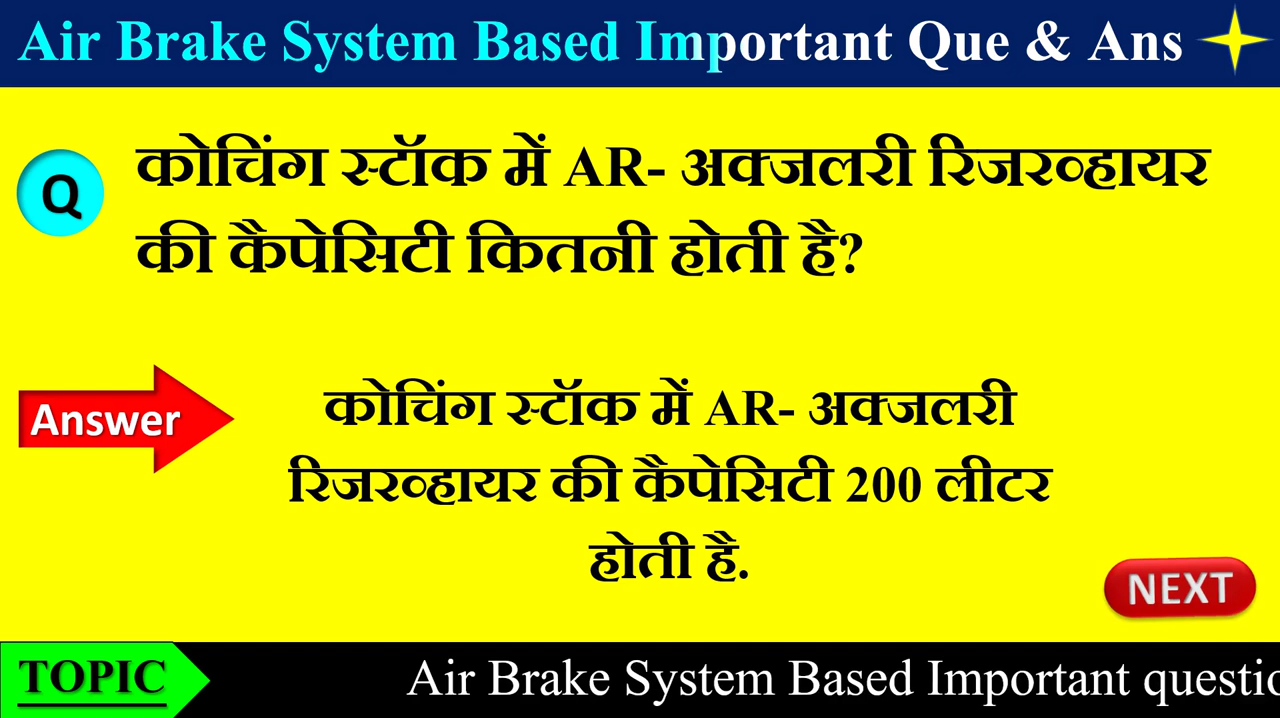 Air Brake System Based Important Que & Ans
Q
कोचिंग स्टॉक में AR- अक्जलरी रिजरव्हायर
की कैपेसिटी कितनी होती है?
Answer
कोचिंग स्टॉक में AR- अक्जलरी
रिजरव्हायर की कैपेसिटी 200 लीटर
होती है.
NEXT
TOPIC
Air Brake System Based Important questio